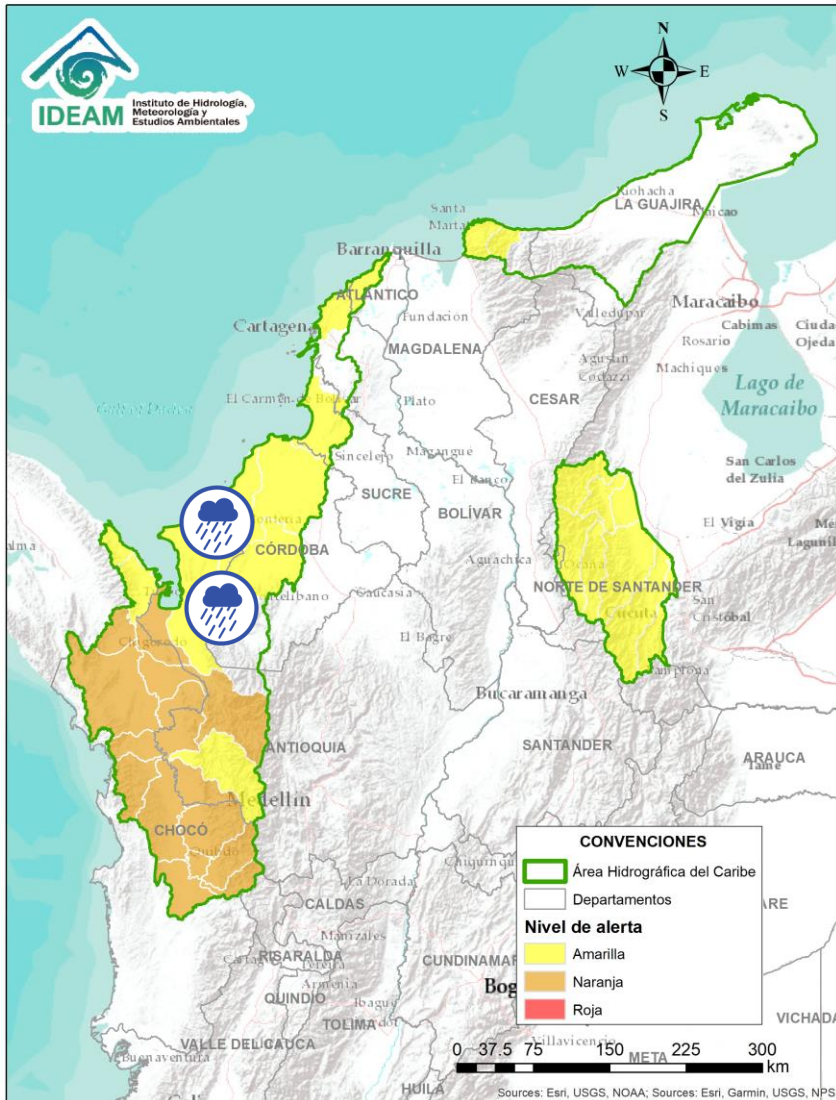 IDEAM
Instituto de Hidrología,
Meteorología y
Estudios Ambientales
N
W
E
S
Riohacha
LA GUAJIRA
Maicao
Santa
Marta
Barranquilla
ATLÁNTICO
Cartagena
Fundación
Valledupar
Maracaibo
Cabimas
Ciudad
Ojeda
Rosario
Machiques
MAGDALENA
Agustín
Codazzi
Lago de
Maracaibo
CESAR
El Carmen de Bolívar
Plato
San Carlos
del Zulia
Sincelejo
Magangué
El Banco
SUCRE
BOLÍVAR
El Vigía
CÓRDOBA
Aguachica
Ocaña
NORTE DE SANTANDER
Caucasia
Cúcuta
San
Cristóbal
Chigorodó
El Bagre
Pamplona
Bucaramanga
ANTIOQUIA
SANTANDER
ARAUCA
Tame
Medellín
CHOCÓ
Quibdó
La Dorada
CALDAS
Manizales
RISARALDA
Pereira
Armenia
QUINDÍO
Ibagué
TOLIMA
CUNDINAMAR
Bog
VICHADA
VALLE DEL CAUCA
Buenaventura
Villavicencio
META
HUILA
CONVENCIONES
Área Hidrográfica del Caribe
Departamentos
Nivel de alerta
Amarilla
Naranja
Roja
0 37.5 75 150 225 300
km
Sources: Esri, USGS, NOAA; Sources: Esri, Garmin, USGS, NPS